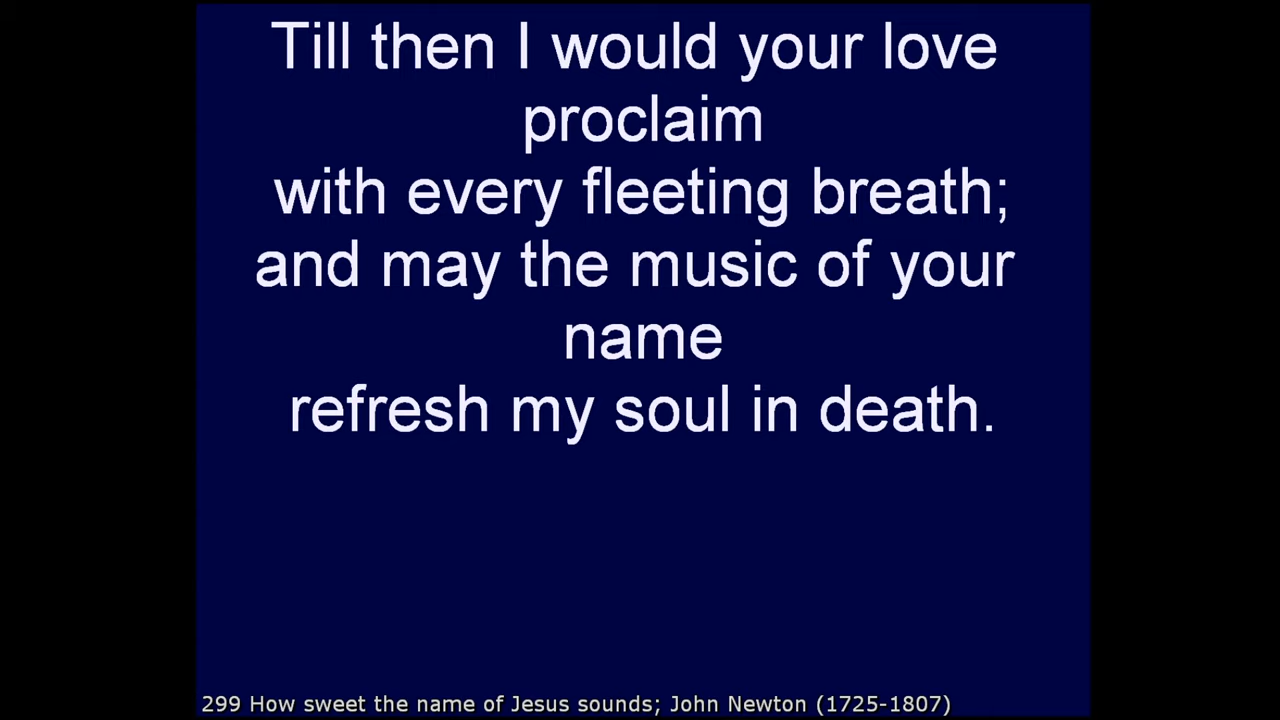 Till then I would your love
proclaim
with every fleeting breath;
and may the music of your
name
refresh my soul in death.
299 How sweet the name of Jesus sounds; John Newton (1725-1807)